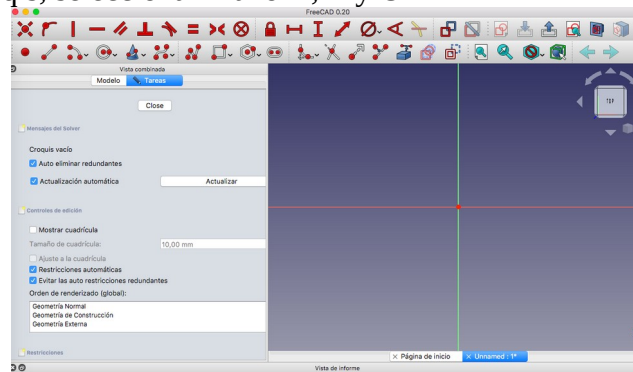 FreeCAD 0.20
Vista combinada
Modelo
Tareas
Close
Mensajes del Solver
Croquis vacío
Auto eliminar redundantes
Actualización automática
Actualizar
Controles de edición
Mostrar cuadrícula
Tamaño de cuadrícula:
10,00 mm
Ajuste a la cuadrícula
Restricciones automáticas
Evitar las auto restricciones redundantes
Orden de renderizado (global):
Geometría Normal
Geometría de Construcción
Geometría Externa
Restricciones
TOP
Página de inicio
Unnamed : 1*
Vista de informe